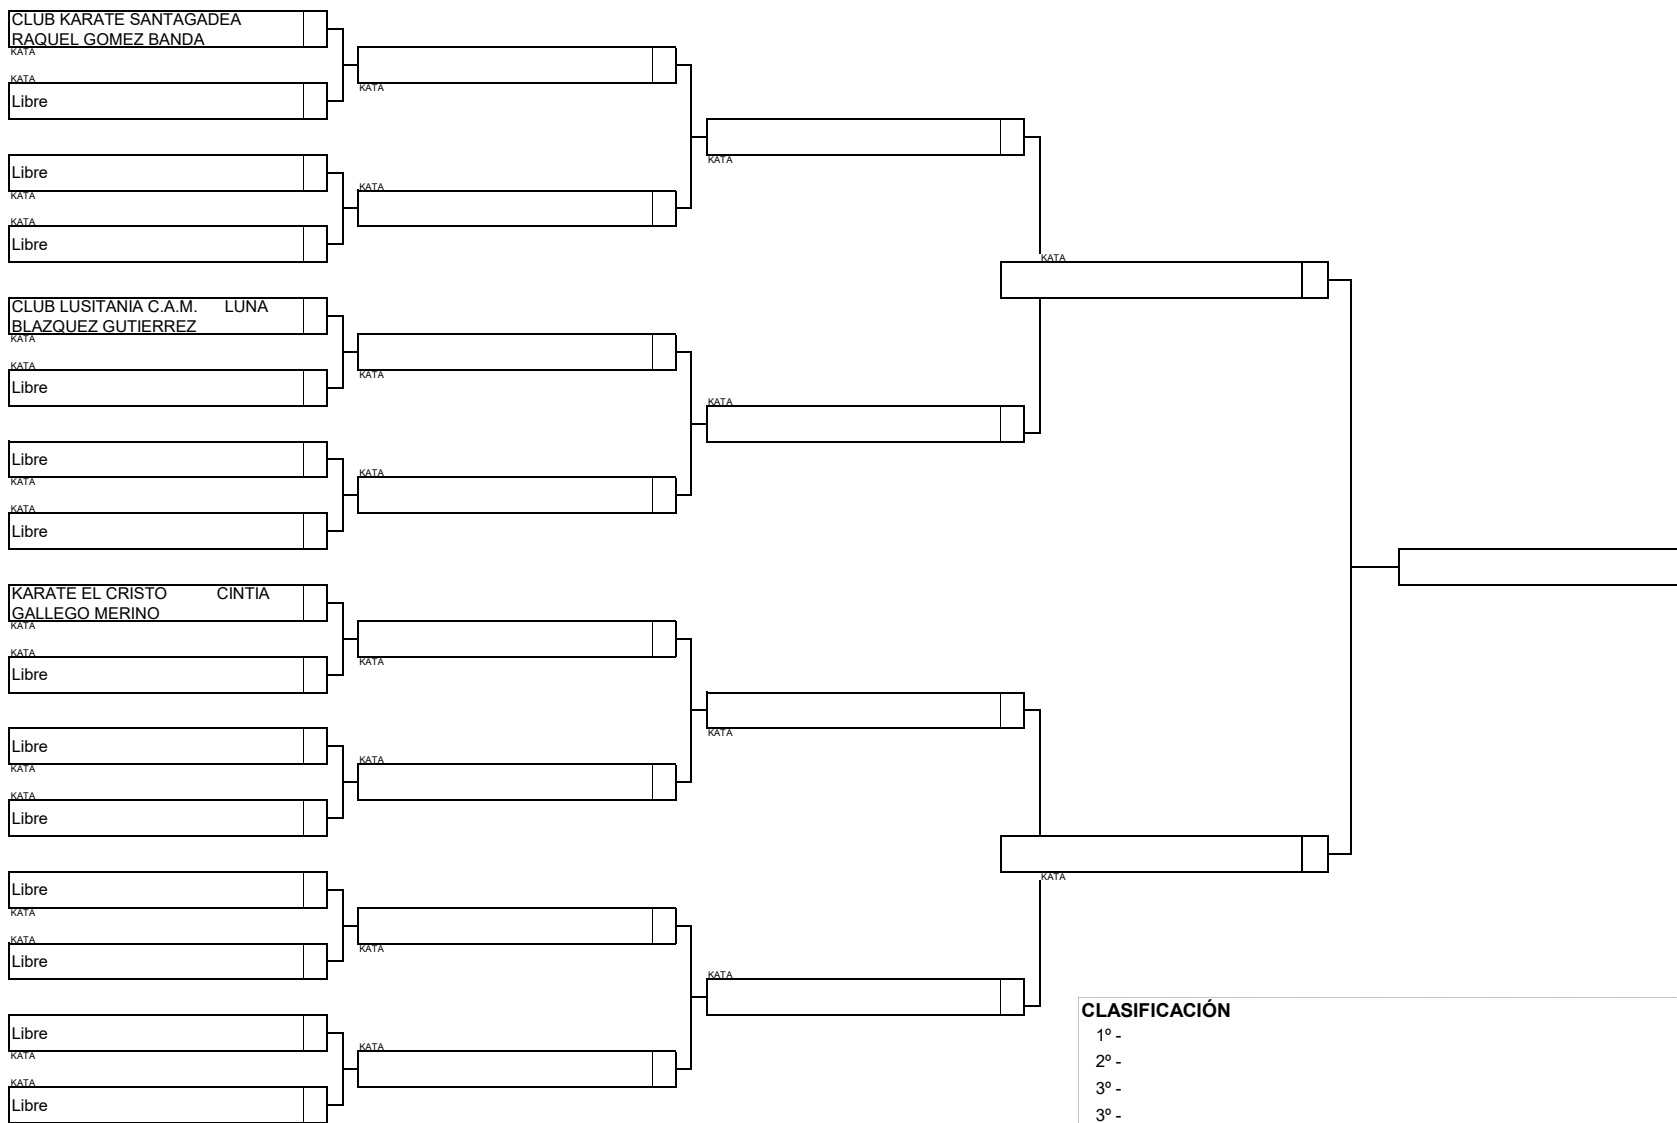 CLUB KARATE SANTAGADEA
RAQUEL GOMEZ BANDA
KATA
KATA
Libre
KATA
Libre
KATA
KATA
Libre
KATA
KATA
CLUB LUSITANIA C.A.M. LUNA
BLAZQUEZ GUTIERREZ
KATA
KATA
Libre
KATA
Libre
KATA
KATA
Libre
KATA
KATA
KATA
KARATE EL CRISTO CINTIA
GALLEGO MERINO
KATA
KATA
Libre
KATA
Libre
KATA
KATA
Libre
KATA
KATA
Libre
KATA
KATA
Libre
KATA
Libre
KATA
KATA
Libre
KATA
KATA
KATA
CLASIFICACIÓN
1º -
2º -
3º -
3º -